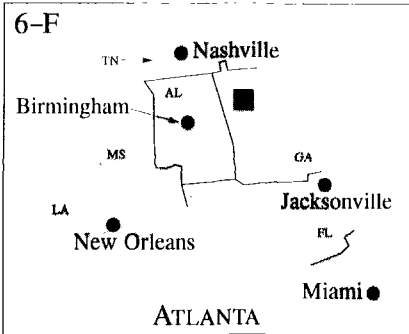 6-F
TN
Nashville
AL
Birmingham
MS
GA
Jacksonville
LA
New Orleans
FL
Miami
ATLANTA